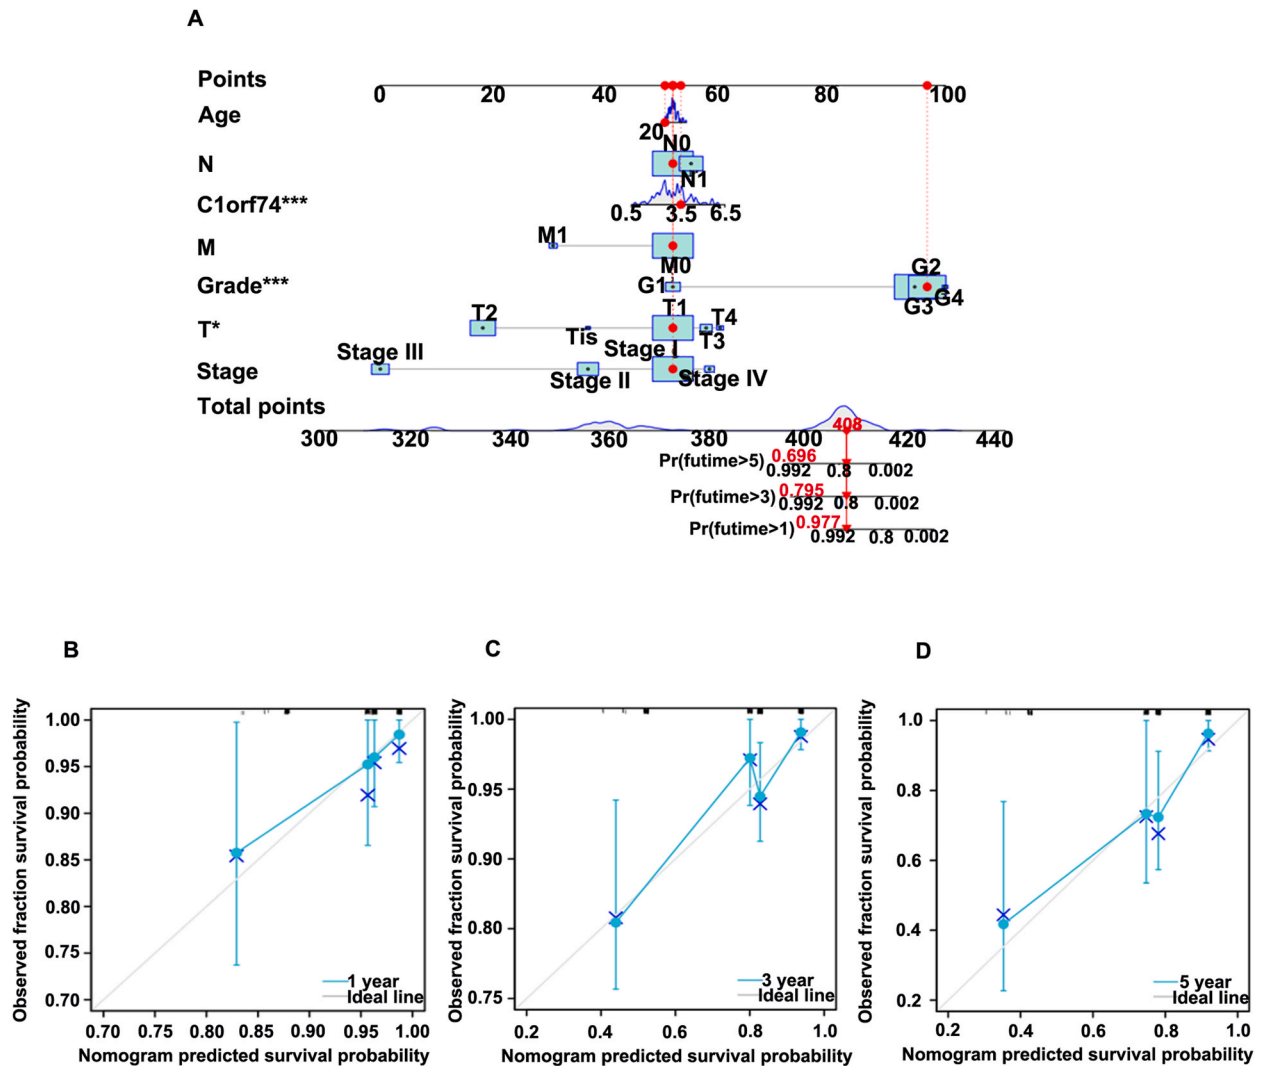 A
Points
0 20 40 60 80 100
Age
20
N0
N
N1
C1orf74***
0.5 3.5 6.5
M1
M
M0
Grade***
G1
G2
G3
G4
T*
T2
Tis
T1
T3
T4
Stage III
Stage I
Stage
Stage II
Stage IV
Total points
408
300 320 340 360 380 400 420 440
Pr(futime>5)
0.696
0.992 0.8 0.002
Pr(futime>3)
0.795
0.992 0.8 0.002
Pr(futime>1)
0.977
0.992 0.8 0.002
B
Observed fraction survival probability
1.00
0.95
0.90
0.85
0.80
0.75
0.70
1 year
Ideal line
0.70 0.75 0.80 0.85 0.90 0.95 1.00
Nomogram predicted survival probability
C
Observed fraction survival probability
1.00
0.95
0.90
0.80
0.75
3 year
Ideal line
0.2 0.4 0.6 0.8 1.0
Nomogram predicted survival probability
D
Observed fraction survival probability
1.0
0.8
0.6
0.4
0.2
5 year
Ideal line
0.2 0.4 0.6 0.8 1.0
Nomogram predicted survival probability